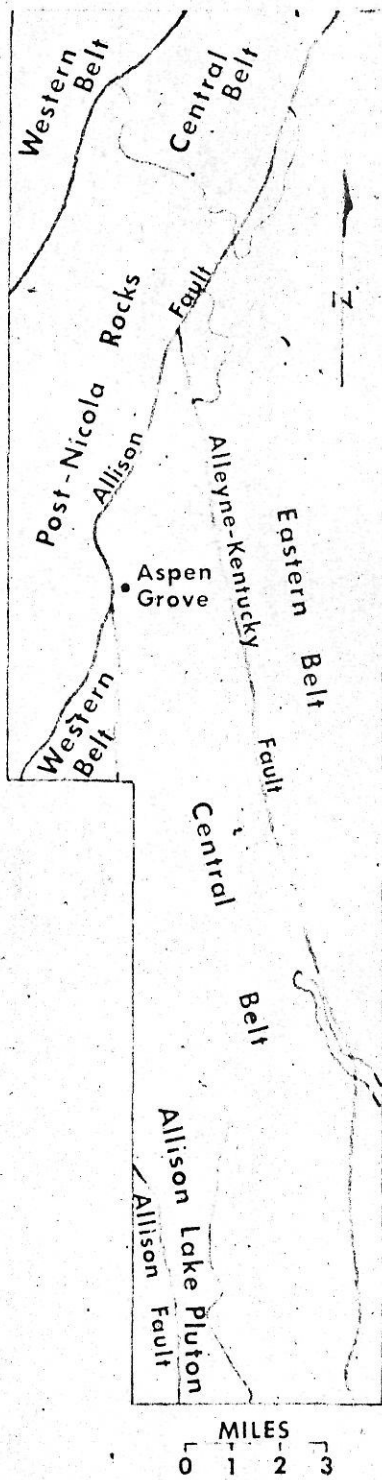 Western
Belt
Central
Belt
Fault
Post-Nicola Rocks
Allison
N
Alleyne-Kentucky
Fault
Eastern Belt
Aspen
Grove
Western
Belt
Central
Belt
Allison Lake Pluton
Allison Fault
MILES
0 1 2 3